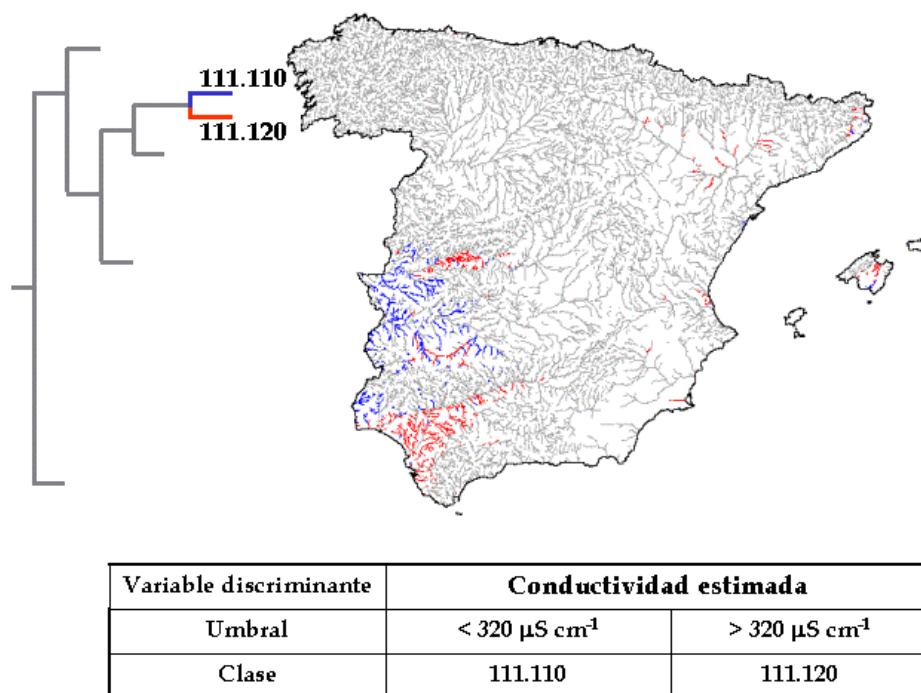 111.110
111.120
Variable discriminante Conductividad estimada
Umbral < 320 μS cm⁻¹ > 320 μS cm⁻¹
Clase 111.110 111.120